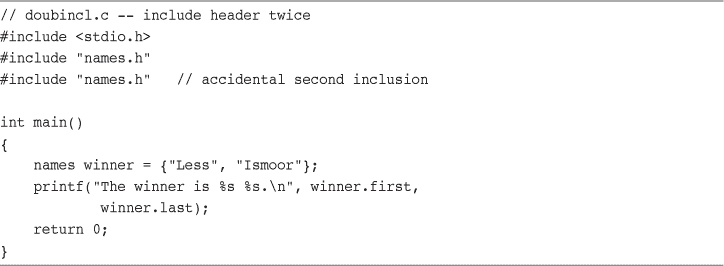 // doubincl.c -- include header twice
#include <stdio.h>
#include "names.h"
#include "names.h"   // accidental second inclusion

int main()
{
    names winner = {"Less", "Ismoor"};
    printf("The winner is %s %s.\n", winner.first,
            winner.last);
    return 0;
}